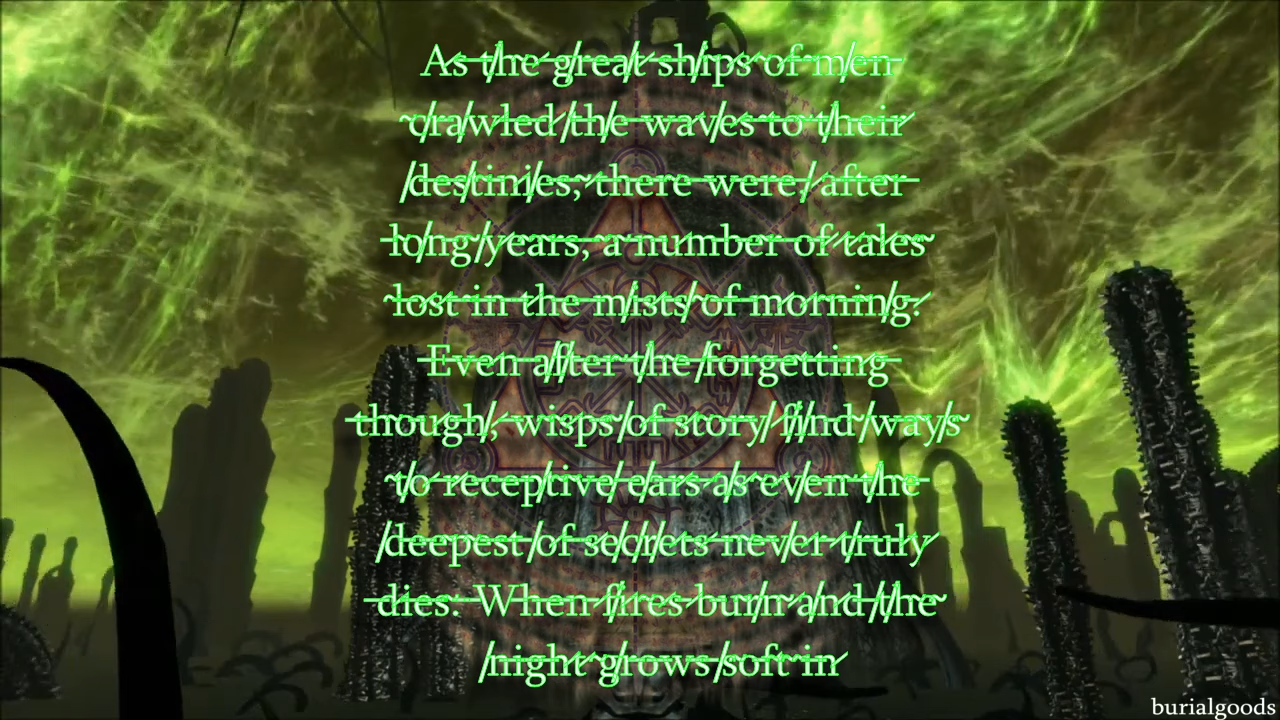 As the great ships of men
crawled the waves to their
destinies, there were, after
long years, a number of tales
lost in the mists of morning.
Even after the forgetting
though, wisps of story find ways
to receptive ears as even the
deepest of secrets never truly
dies. When fires burn and the
night grows soft in
burialgoods